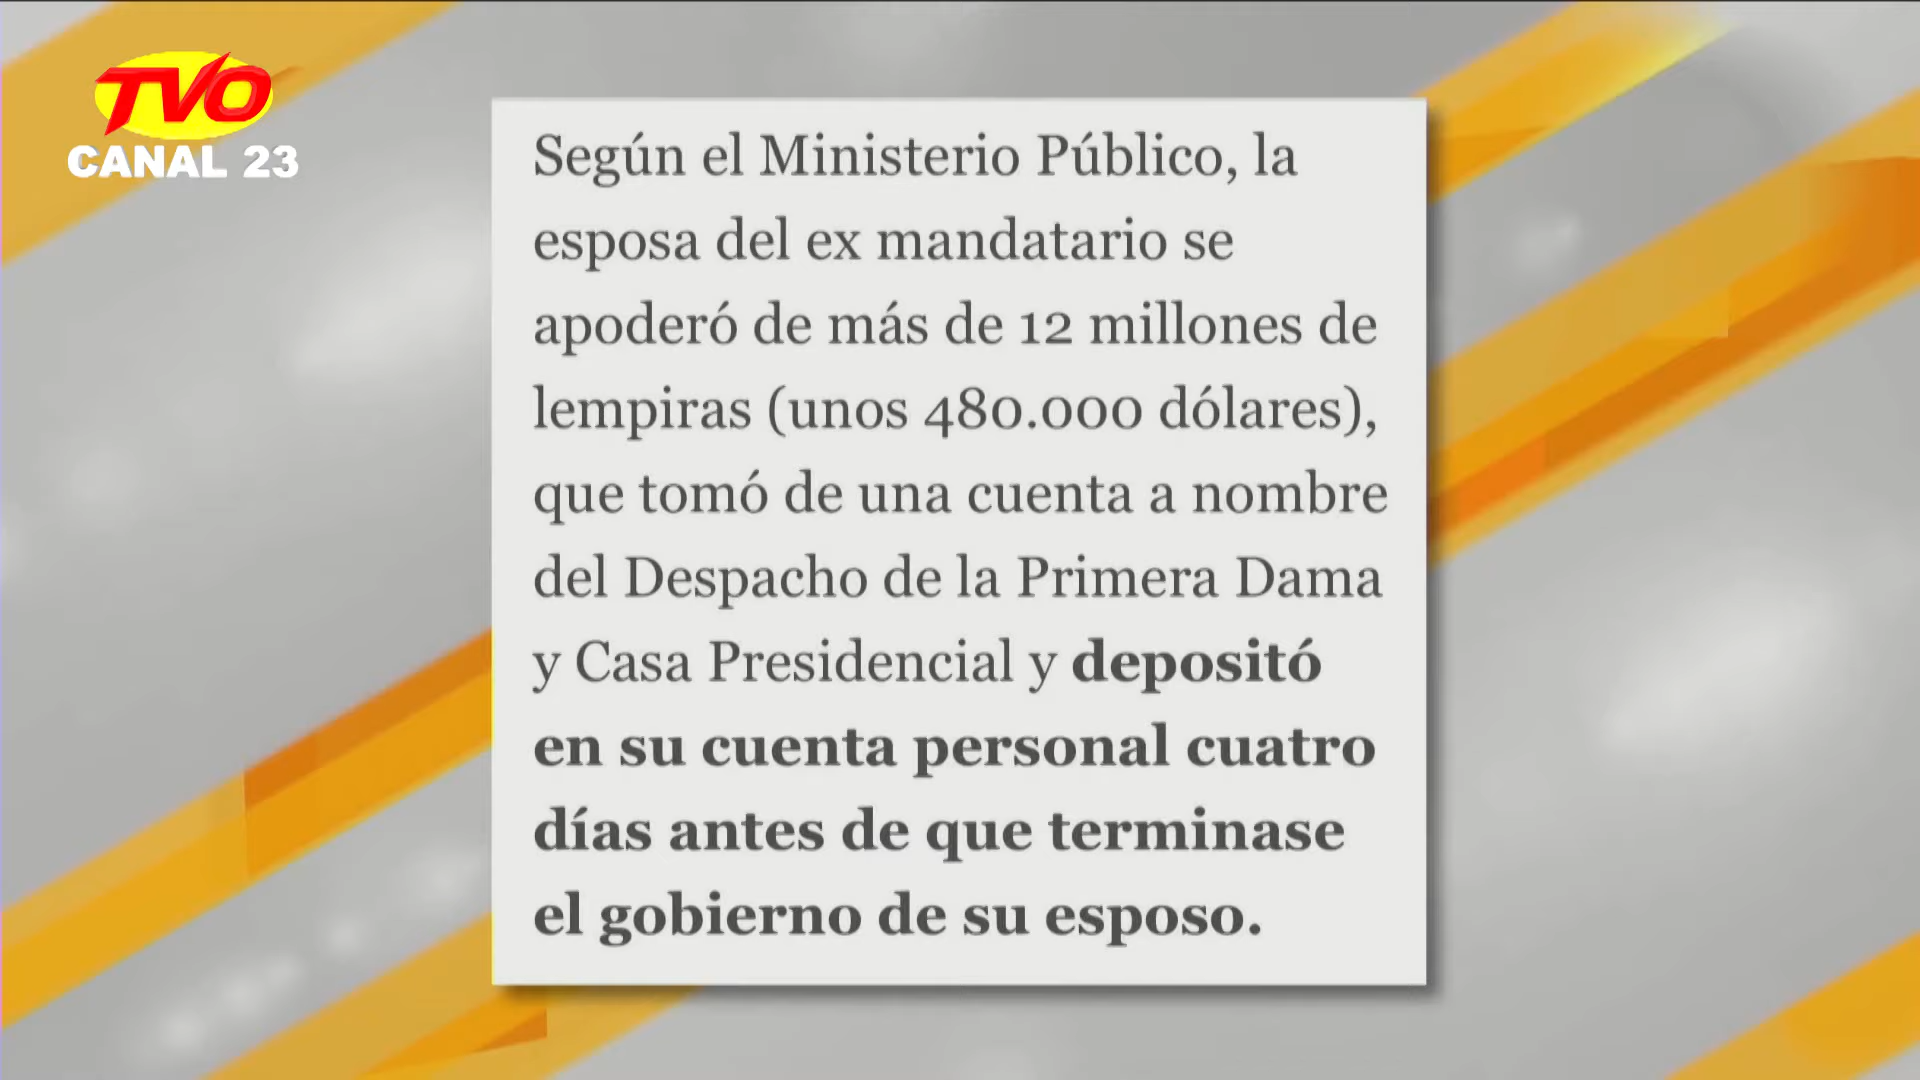 TVO
CANAL 23
Según el Ministerio Público, la
esposa del ex mandatario se
apoderó de más de 12 millones de
lempiras (unos 480.000 dólares),
que tomó de una cuenta a nombre
del Despacho de la Primera Dama
y Casa Presidencial y depositó
en su cuenta personal cuatro
días antes de que terminase
el gobierno de su esposo.